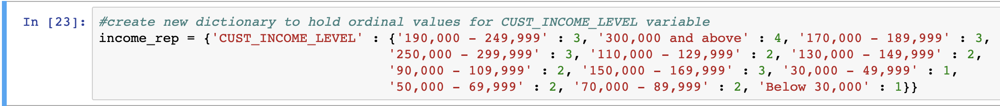 In [23]: #create new dictionary to hold ordinal values for CUST_INCOME_LEVEL variable
income_rep = {'CUST_INCOME_LEVEL' : {'190,000 - 249,999' : 3, '300,000 and above' : 4, '170,000 - 189,999' : 3,
'250,000 - 299,999' : 3, '110,000 - 129,999' : 2, '130,000 - 149,999' : 2,
'90,000 - 109,999' : 2, '150,000 - 169,999' : 3, '30,000 - 49,999' : 1,
'50,000 - 69,999' : 2, '70,000 - 89,999' : 2, 'Below 30,000' : 1}}